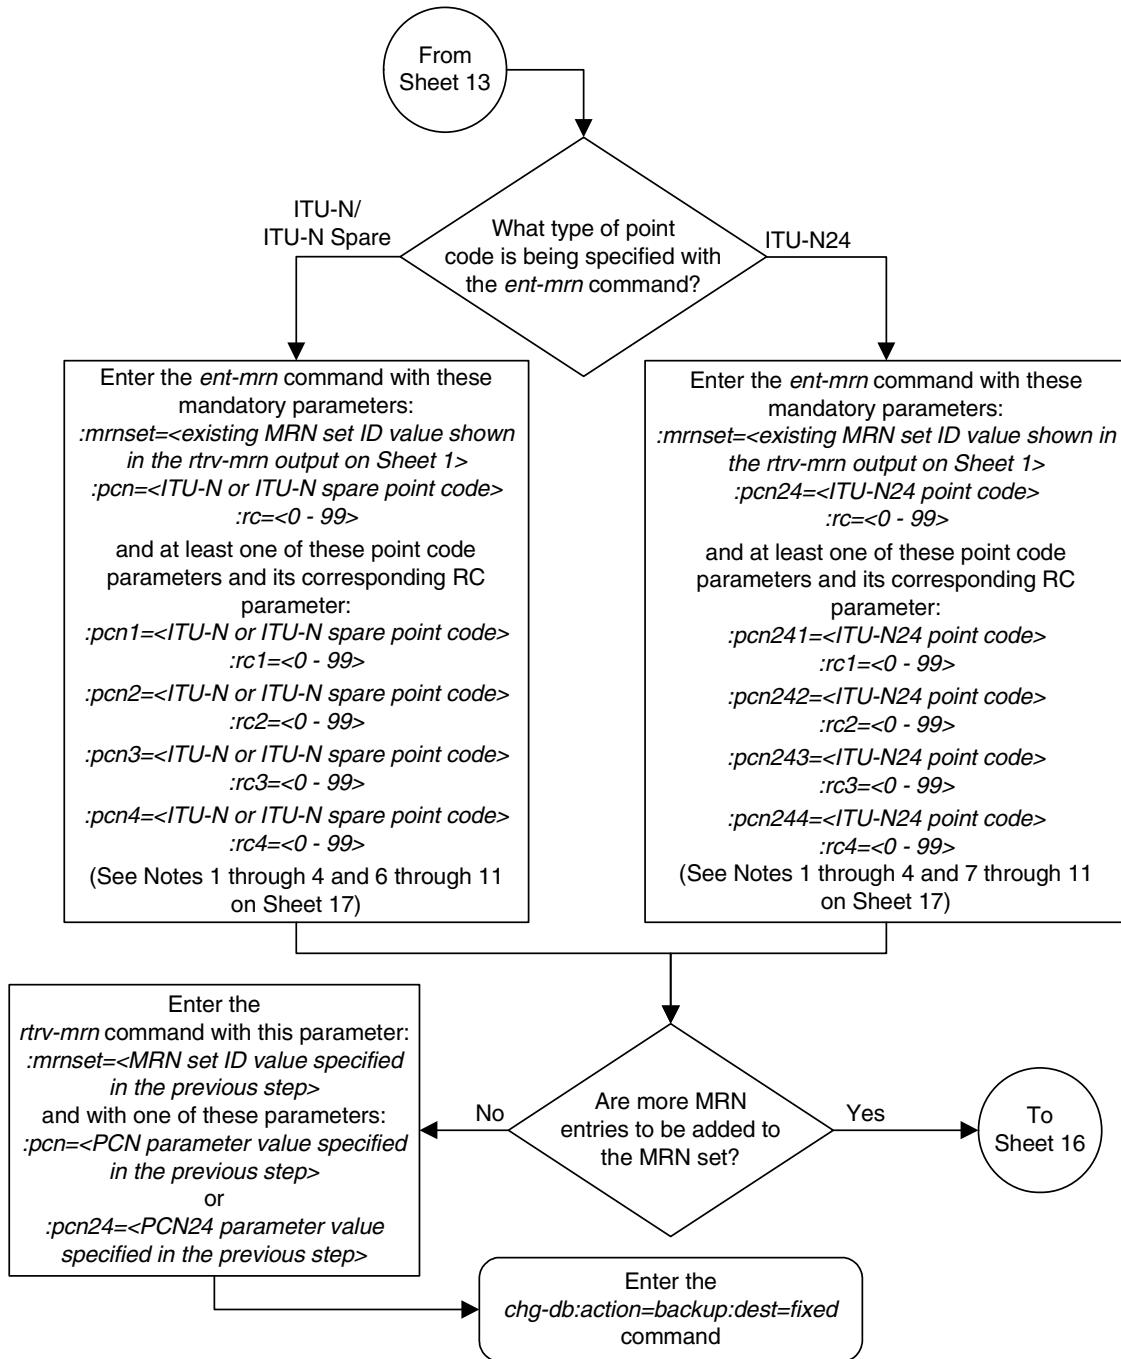 From
Sheet 13
What type of point
code is being specified with
the ent-mrn command?
ITU-N/
ITU-N Spare
ITU-N24
Enter the ent-mrn command with these
mandatory parameters:
:mrnset=<existing MRN set ID value shown
in the rtrv-mrn output on Sheet 1>
:pcn=<ITU-N or ITU-N spare point code>
:rc=<0 - 99>
and at least one of these point code
parameters and its corresponding RC
parameter:
:pcn1=<ITU-N or ITU-N spare point code>
:rc1=<0 - 99>
:pcn2=<ITU-N or ITU-N spare point code>
:rc2=<0 - 99>
:pcn3=<ITU-N or ITU-N spare point code>
:rc3=<0 - 99>
:pcn4=<ITU-N or ITU-N spare point code>
:rc4=<0 - 99>
(See Notes 1 through 4 and 6 through 11
on Sheet 17)
Enter the ent-mrn command with these
mandatory parameters:
:mrnset=<existing MRN set ID value shown in
the rtrv-mrn output on Sheet 1>
:pcn24=<ITU-N24 point code>
:rc=<0 - 99>
and at least one of these point code
parameters and its corresponding RC
parameter:
:pcn241=<ITU-N24 point code>
:rc1=<0 - 99>
:pcn242=<ITU-N24 point code>
:rc2=<0 - 99>
:pcn243=<ITU-N24 point code>
:rc3=<0 - 99>
:pcn244=<ITU-N24 point code>
:rc4=<0 - 99>
(See Notes 1 through 4 and 7 through 11
on Sheet 17)
Are more MRN
entries to be added to
the MRN set?
No
Yes
To
Sheet 16
Enter the
rtrv-mrn command with this parameter:
:mrnset=<MRN set ID value specified
in the previous step>
and with one of these parameters:
:pcn=<PCN parameter value specified
in the previous step>
or
:pcn24=<PCN24 parameter value
specified in the previous step>
Enter the
chg-db:action=backup:dest=fixed
command